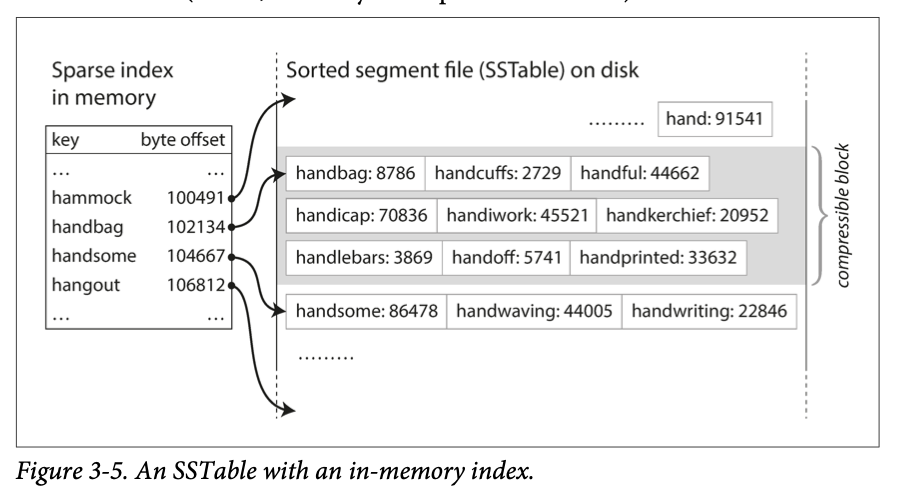 Sparse index
in memory
key byte offset
... ...
hammock 100491
handbag 102134
handsome 104667
hangout 106812
... ...
Sorted segment file (SSTable) on disk
......... hand: 91541
handbag: 8786 handcuffs: 2729 handful: 44662
handicap: 70836 handiwork: 45521 handkerchief: 20952
handlebars: 3869 handoff: 5741 handprinted: 33632
handsome: 86478 handwaving: 44005 handwriting: 22846
.........
compressible block
Figure 3-5. An SSTable with an in-memory index.